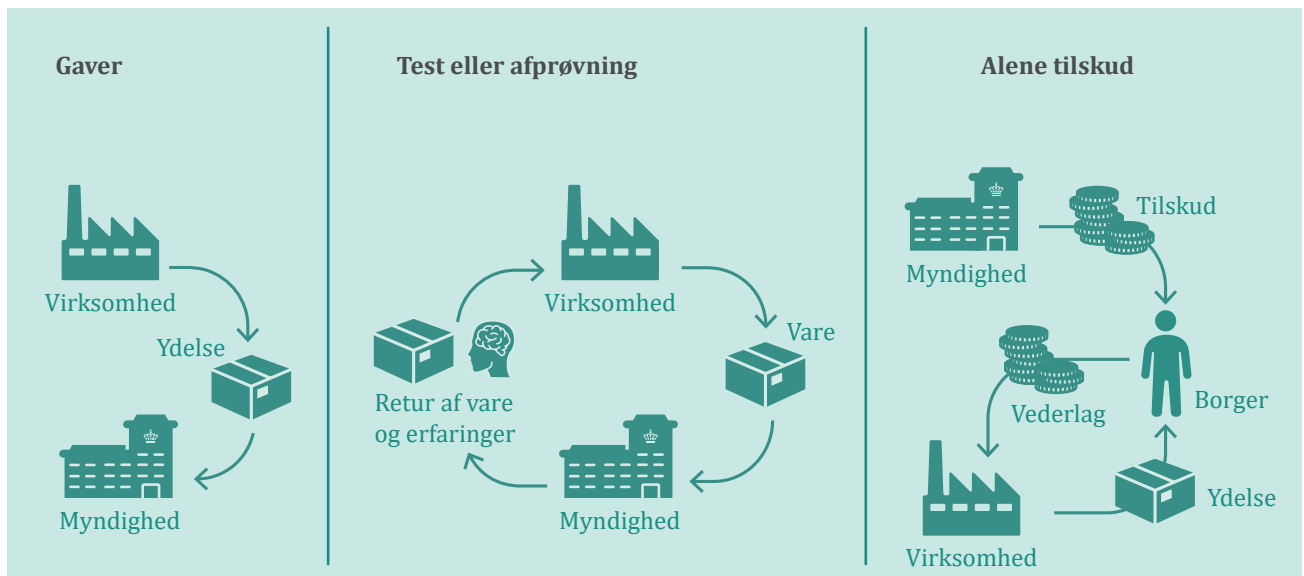 Gaver
Virksomhed
Ydelse
Myndighed
Test eller afprøvning
Virksomhed
Vare
Retur af vare
og erfaringer
Myndighed
Alene tilskud
Tilskud
Myndighed
Vederlag
Borger
Ydelse
Virksomhed